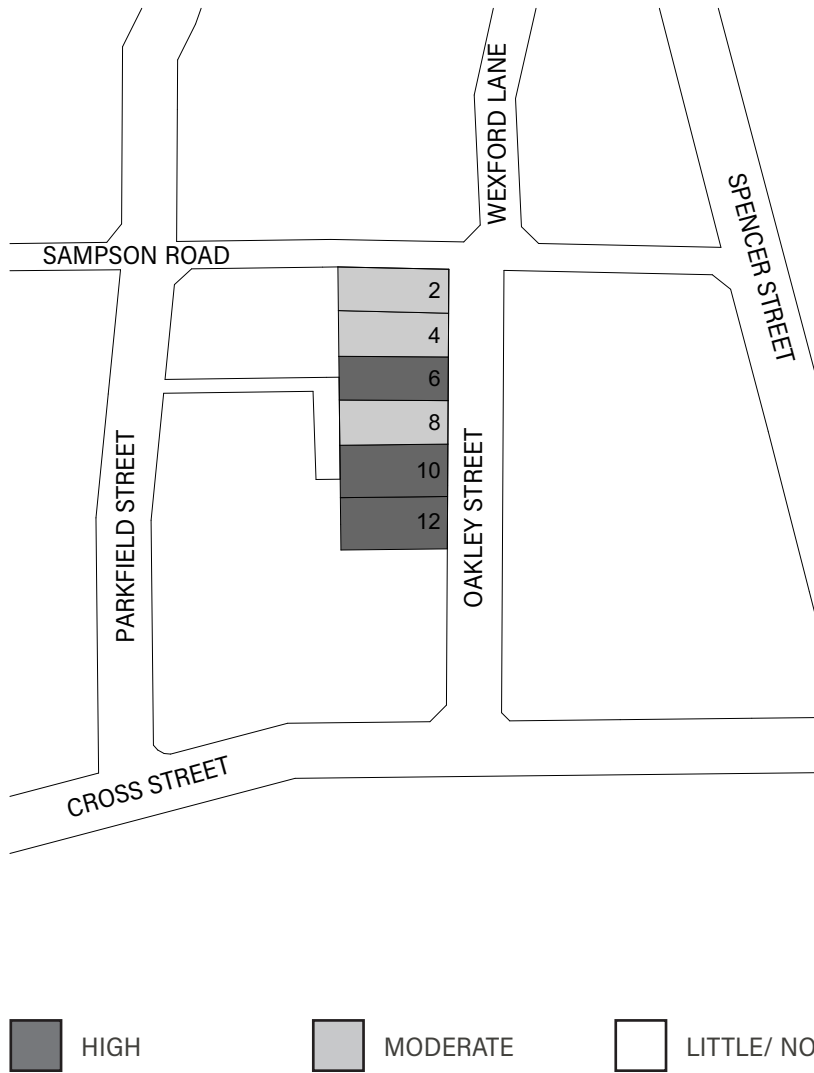 WEXFORD LANE
SPENCER STREET
SAMPSON ROAD
2
4
6
8
10
12
PARKFIELD STREET
OAKLEY STREET
CROSS STREET
HIGH
MODERATE
LITTLE/ NO